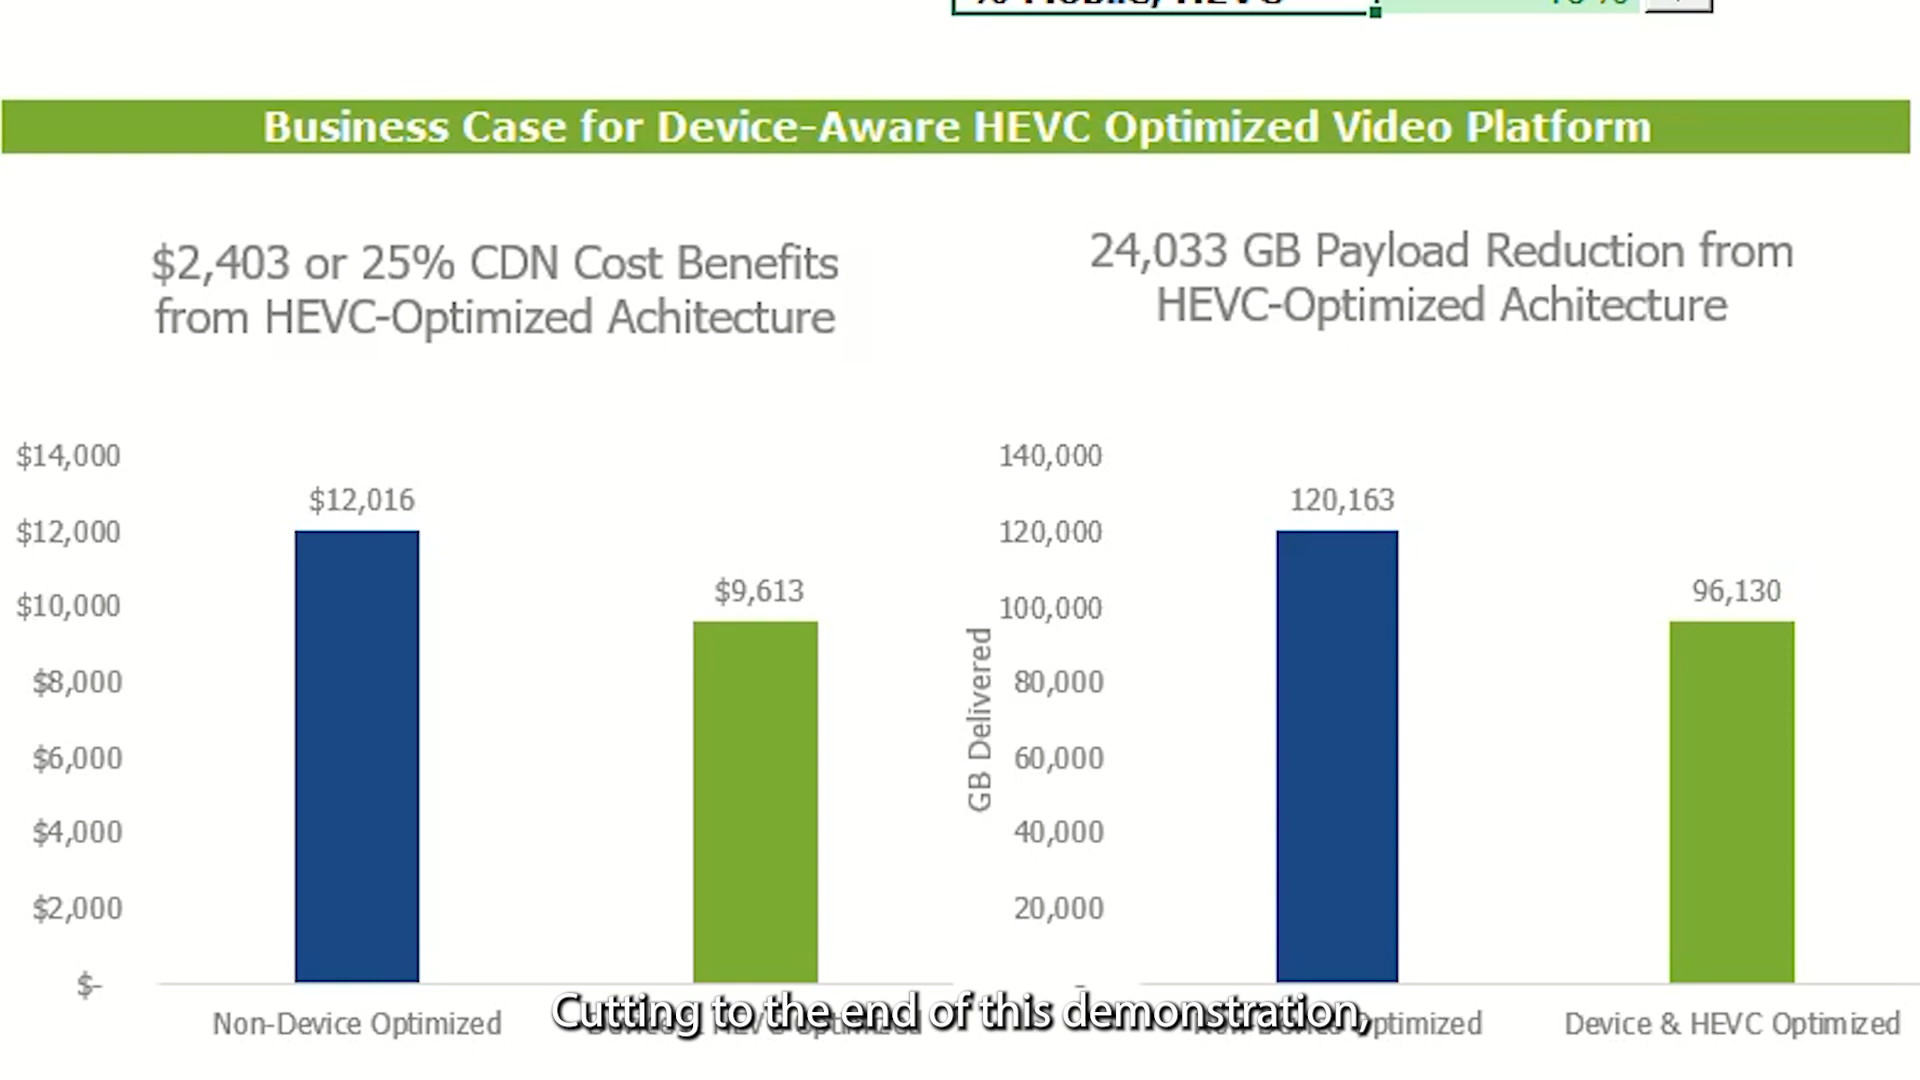 % Mobile, HEVC
Business Case for Device-Aware HEVC Optimized Video Platform
$2,403 or 25% CDN Cost Benefits
from HEVC-Optimized Achitecture
$14,000
$12,000
$10,000
$8,000
$6,000
$4,000
$2,000
$-
$12,016
$9,613
Non-Device Optimized
24,033 GB Payload Reduction from
HEVC-Optimized Achitecture
GB Delivered
140,000
120,000
100,000
80,000
60,000
40,000
20,000
-
120,163
96,130
Optimized
Device & HEVC Optimized
Cutting to the end of this demonstration,